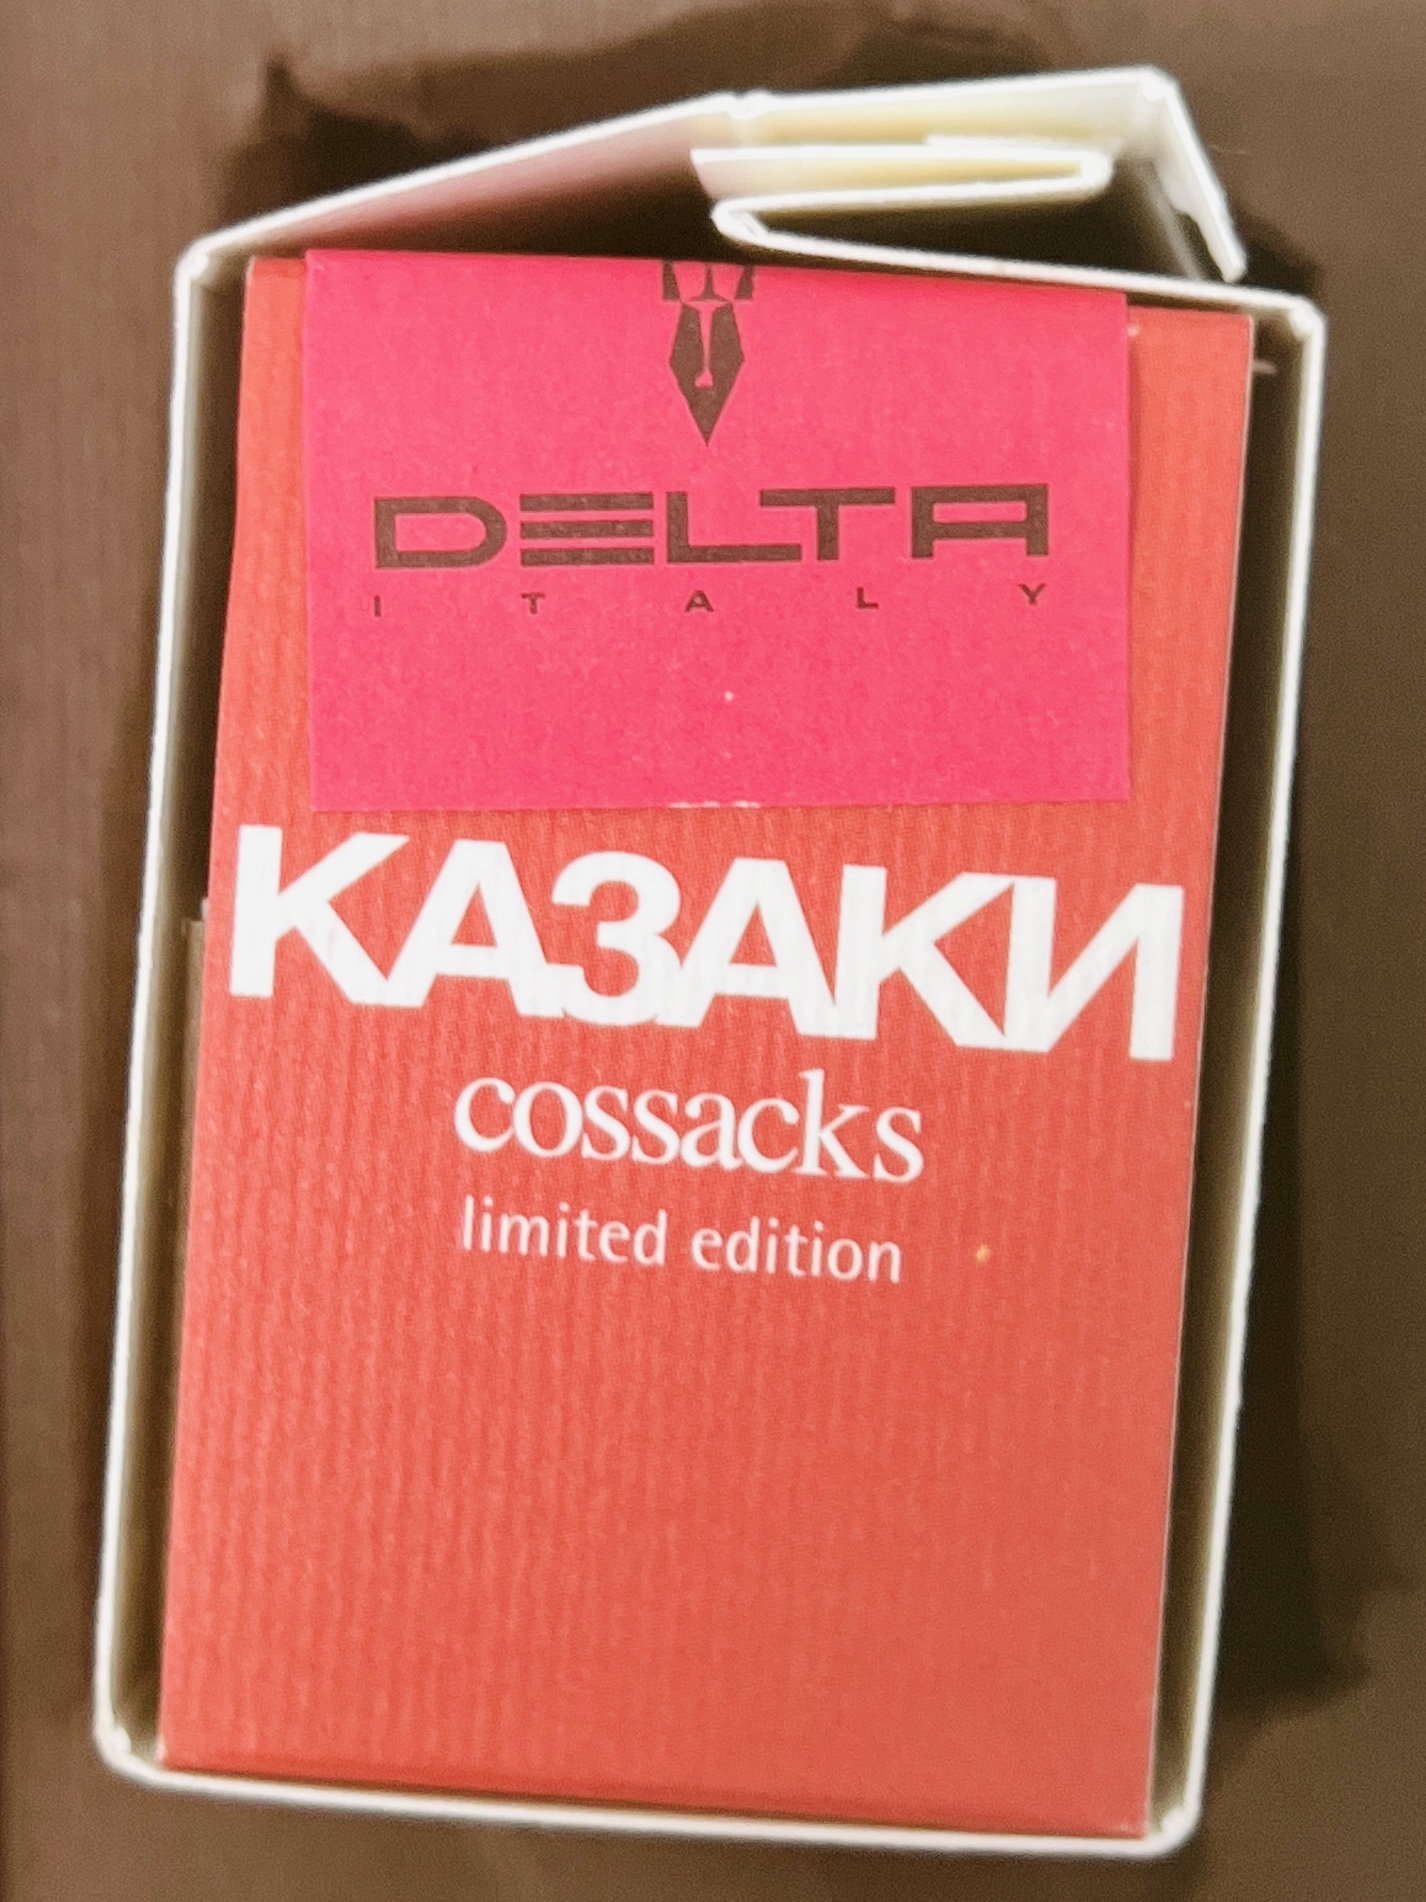 DELTA
ITALY
КАЗАКИ
cossacks
limited edition